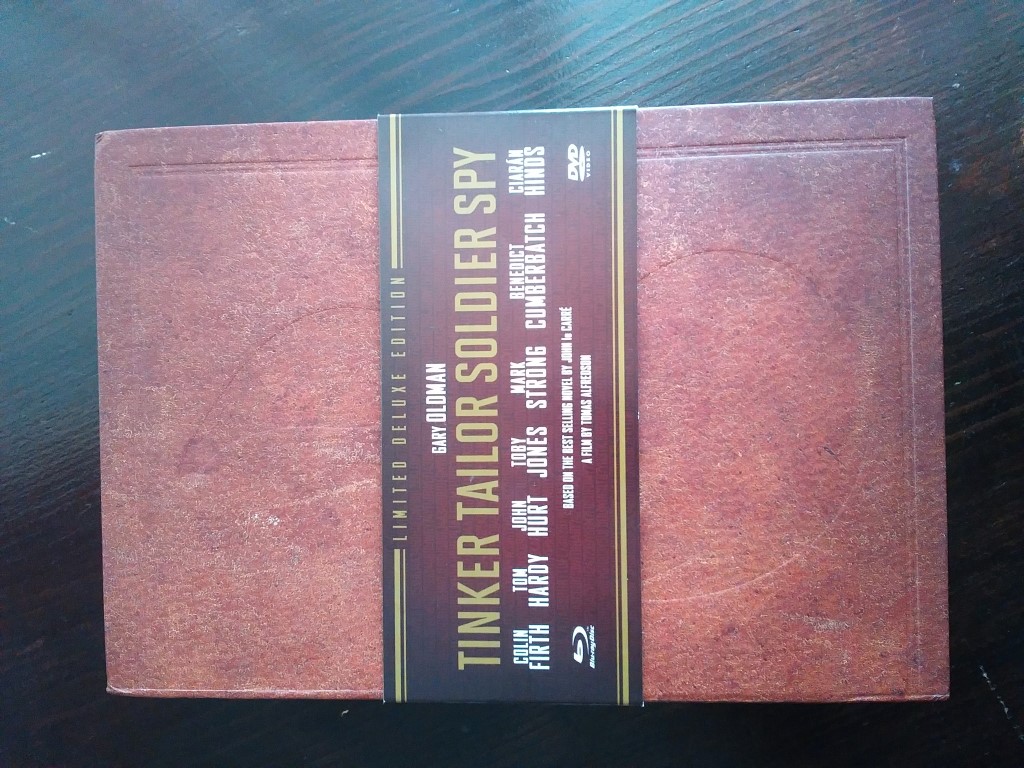 LIMITED DELUXE EDITION
GARY OLDMAN
TINKER TAILOR SOLDIER SPY
COLIN FIRTH TOM HARDY JOHN HURT TOBY JONES MARK STRONG BENEDICT CUMBERBATCH CIARÁN HINDS
BASED ON THE BEST SELLING NOVEL BY JOHN le CARRÉ
A FILM BY TOMAS ALFREDSON
Blu-ray Disc
DVD
VIDEO